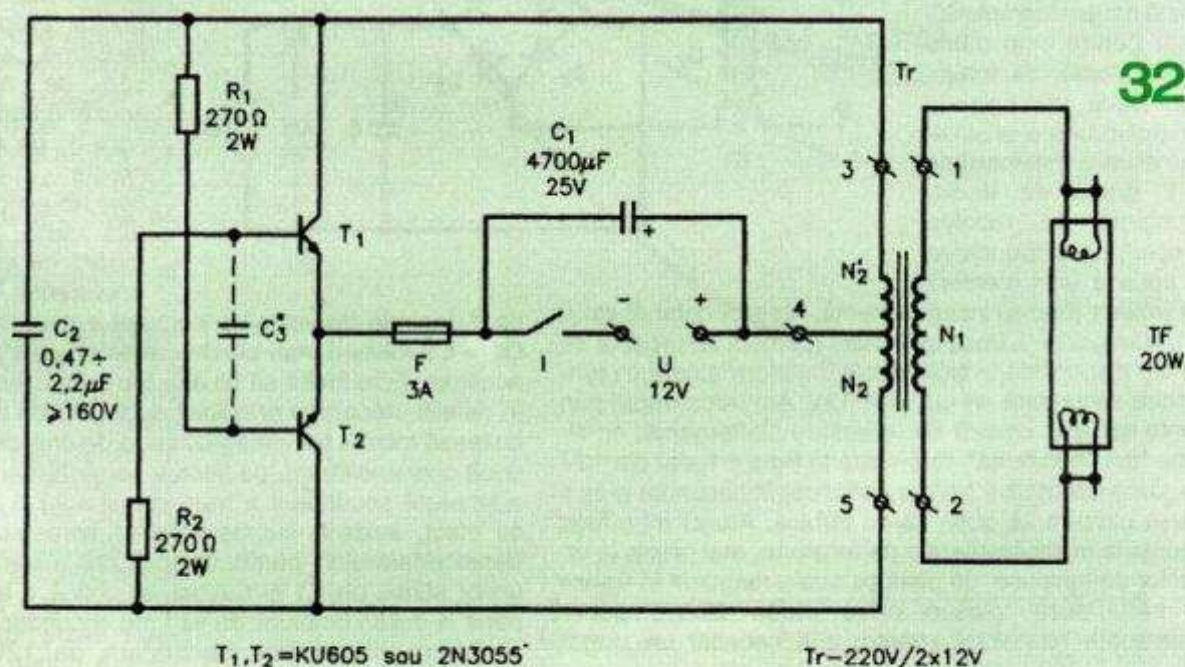 32
Tr
R₁
270 Ω
2W
C₁
4700µF
25V
+
3
1
T₁
C₂
0,47÷
2,2µF
≥160V
C₃*
F
3A
I
-
+
U
12V
4
N₂'
N₂
N₁
TF
20W
T₂
R₂
270 Ω
2W
5
2
T₁,T₂=KU605 sau 2N3055
Tr-220V/2x12V